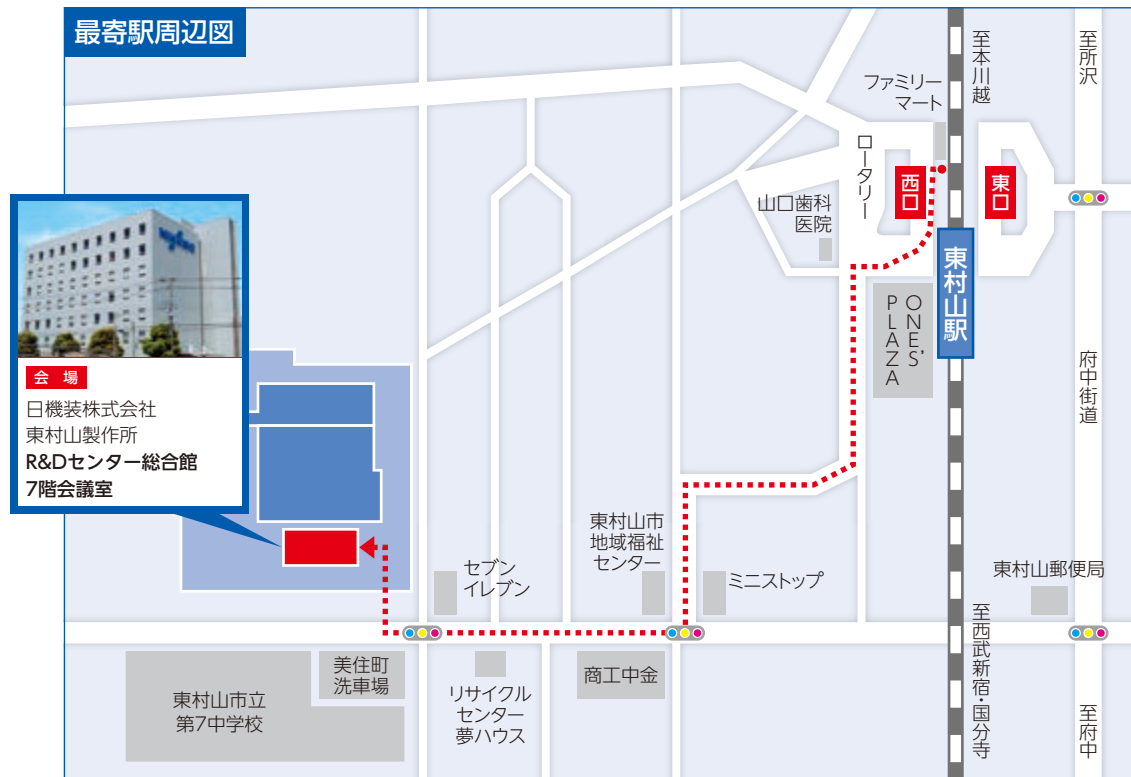 最寄駅周辺図
至本川越
至所沢
ファミリー
マート
ロータリー
西口
東口
山口歯科
医院
東村山駅
ONES'
PLAZA
府中街道
会 場
日機装株式会社
東村山製作所
R&Dセンター総合館
7階会議室
東村山市
地域福祉
センター
セブン
イレブン
ミニストップ
東村山郵便局
至西武新宿・国分寺
至府中
美住町
洗車場
東村山市立
第7中学校
リサイクル
センター
夢ハウス
商工中金